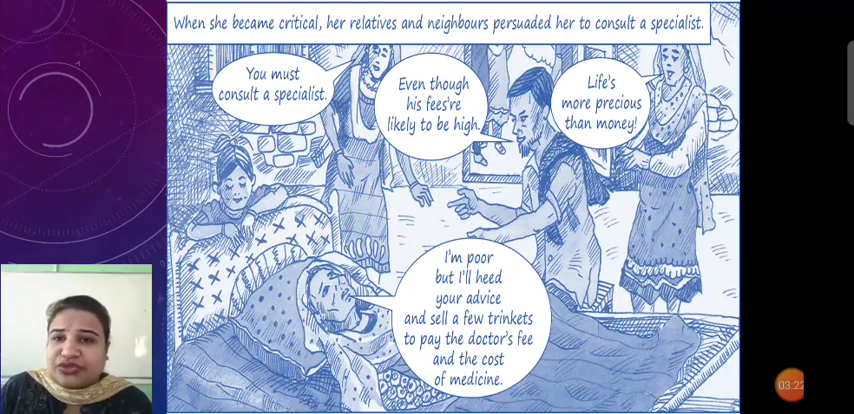 When she became critical, her relatives and neighbours persuaded her to consult a specialist.
You must
consult a specialist.
Even though
his fees're
likely to be high.
Life's
more precious
than money!
I'm poor
but I'll heed
your advice
and sell a few trinkets
to pay the doctor's fee
and the cost
of medicine.
03:22